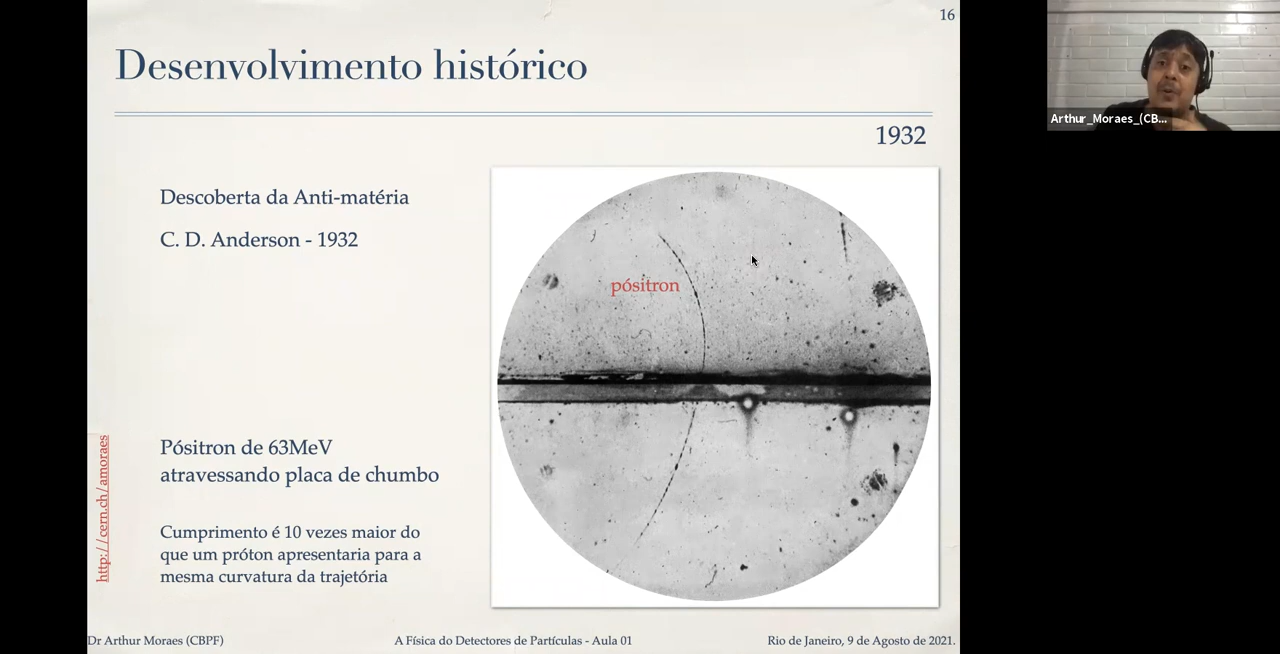 16
Desenvolvimento histórico
1932
Descoberta da Anti-matéria
C. D. Anderson - 1932
pósitron
Pósitron de 63MeV
atravessando placa de chumbo
Cumprimento é 10 vezes maior do
que um próton apresentaria para a
mesma curvatura da trajetória
http://cern.ch/amoraes
Dr Arthur Moraes (CBPF)
A Física do Detectores de Partículas - Aula 01
Rio de Janeiro, 9 de Agosto de 2021.
Arthur_Moraes_(CB...